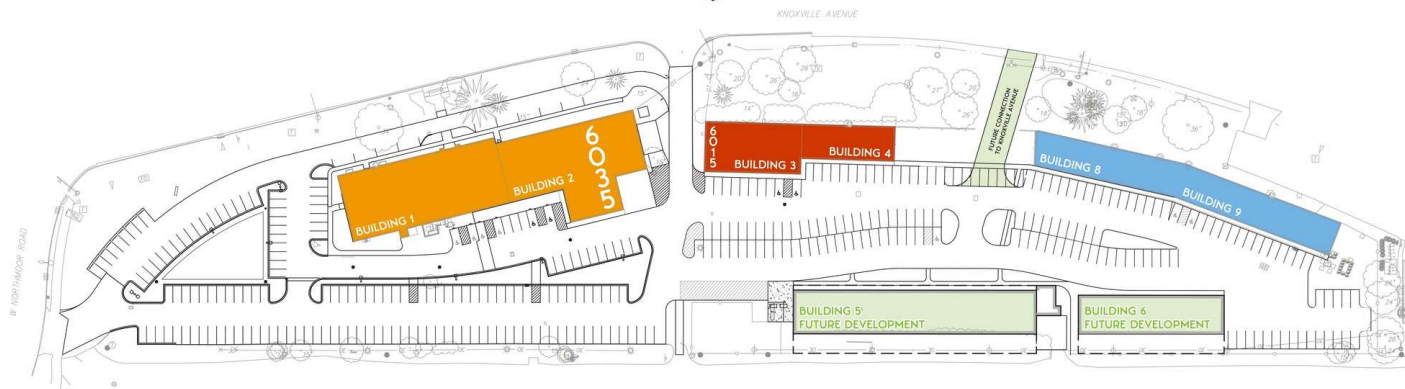 KNOXVILLE AVENUE
W NORTHMOOR ROAD
BUILDING 1
BUILDING 2
6035
6015
BUILDING 3
BUILDING 4
FUTURE CONNECTION
TO KNOXVILLE AVENUE
BUILDING 8
BUILDING 9
BUILDING 5
FUTURE DEVELOPMENT
BUILDING 6
FUTURE DEVELOPMENT